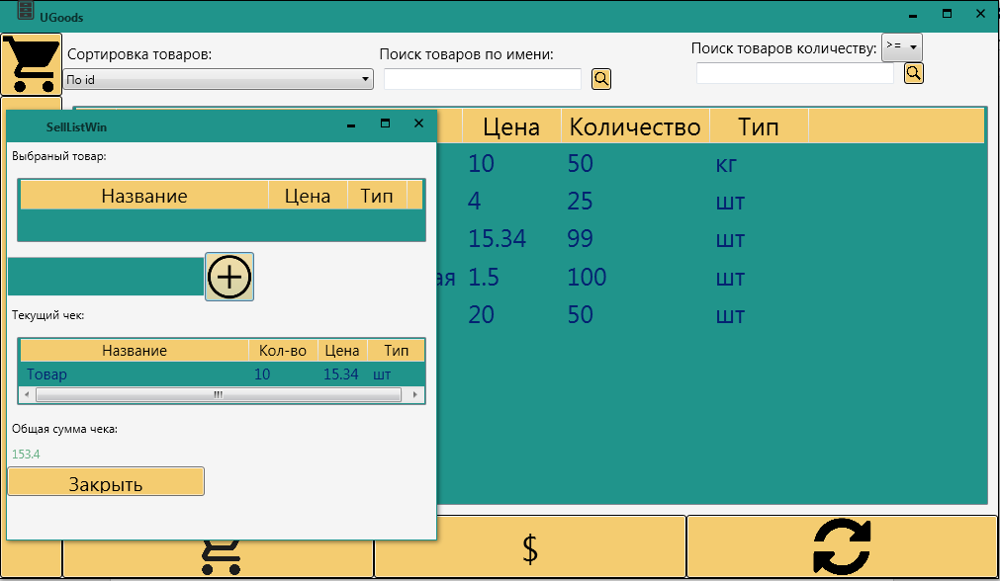 UGoods
Сортировка товаров:
Поиск товаров по имени:
Поиск товаров количеству:
>=
По id
SellListWin
Цена Количество Тип
Выбраный товар:
10 50 кг
Название Цена Тип
4 25 шт
15.34 99 шт
ая 1.5 100 шт
Текущий чек:
20 50 шт
Название Кол-во Цена Тип
Товар 10 15.34 шт
Общая сумма чека:
153.4
Закрыть
$